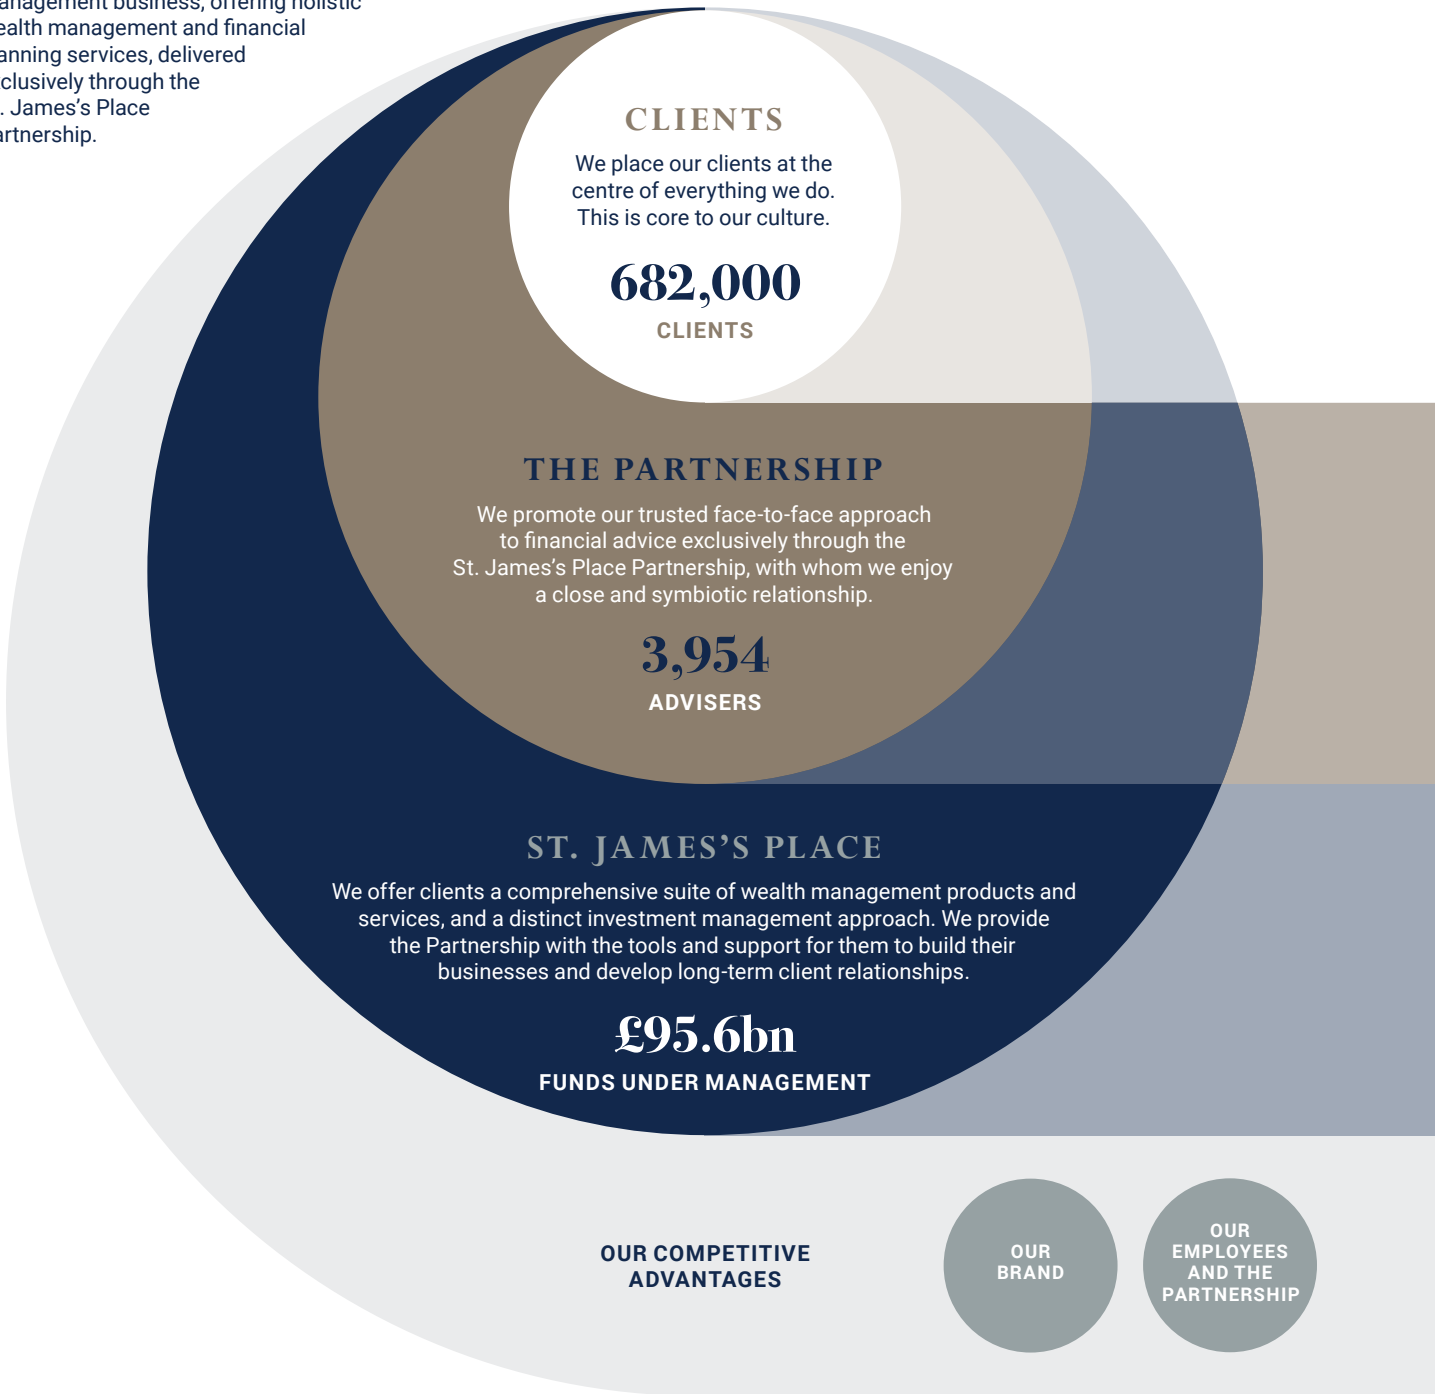 management business, offering holistic
wealth management and financial
planning services, delivered
exclusively through the
St. James’s Place
Partnership.
CLIENTS
We place our clients at the
centre of everything we do.
This is core to our culture.
682,000
CLIENTS
THE PARTNERSHIP
We promote our trusted face-to-face approach
to financial advice exclusively through the
St. James’s Place Partnership, with whom we enjoy
a close and symbiotic relationship.
3,954
ADVISERS
ST. JAMES’S PLACE
We offer clients a comprehensive suite of wealth management products and
services, and a distinct investment management approach. We provide
the Partnership with the tools and support for them to build their
businesses and develop long-term client relationships.
£95.6bn
FUNDS UNDER MANAGEMENT
OUR COMPETITIVE
ADVANTAGES
OUR
BRAND
OUR
EMPLOYEES
AND THE
PARTNERSHIP